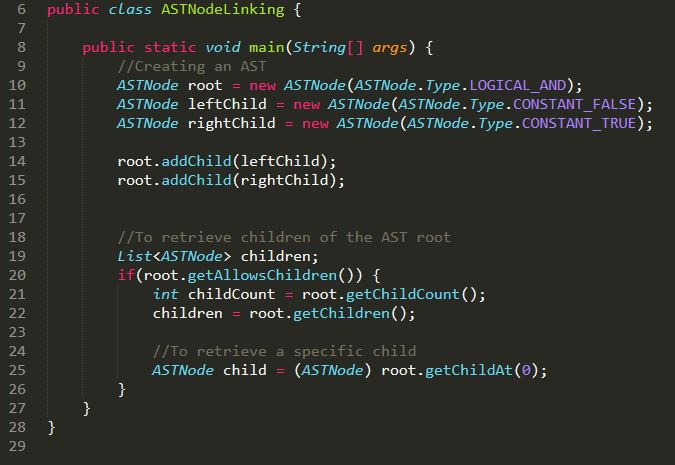 6 public class ASTNodeLinking {
7
8     public static void main(String[] args) {
9         //Creating an AST
10         ASTNode root = new ASTNode(ASTNode.Type.LOGICAL_AND);
11         ASTNode leftChild = new ASTNode(ASTNode.Type.CONSTANT_FALSE);
12         ASTNode rightChild = new ASTNode(ASTNode.Type.CONSTANT_TRUE);
13
14         root.addChild(leftChild);
15         root.addChild(rightChild);
16
17
18         //To retrieve children of the AST root
19         List<ASTNode> children;
20         if(root.getAllowsChildren()) {
21             int childCount = root.getChildCount();
22             children = root.getChildren();
23
24             //To retrieve a specific child
25             ASTNode child = (ASTNode) root.getChildAt(0);
26         }
27     }
28 }
29